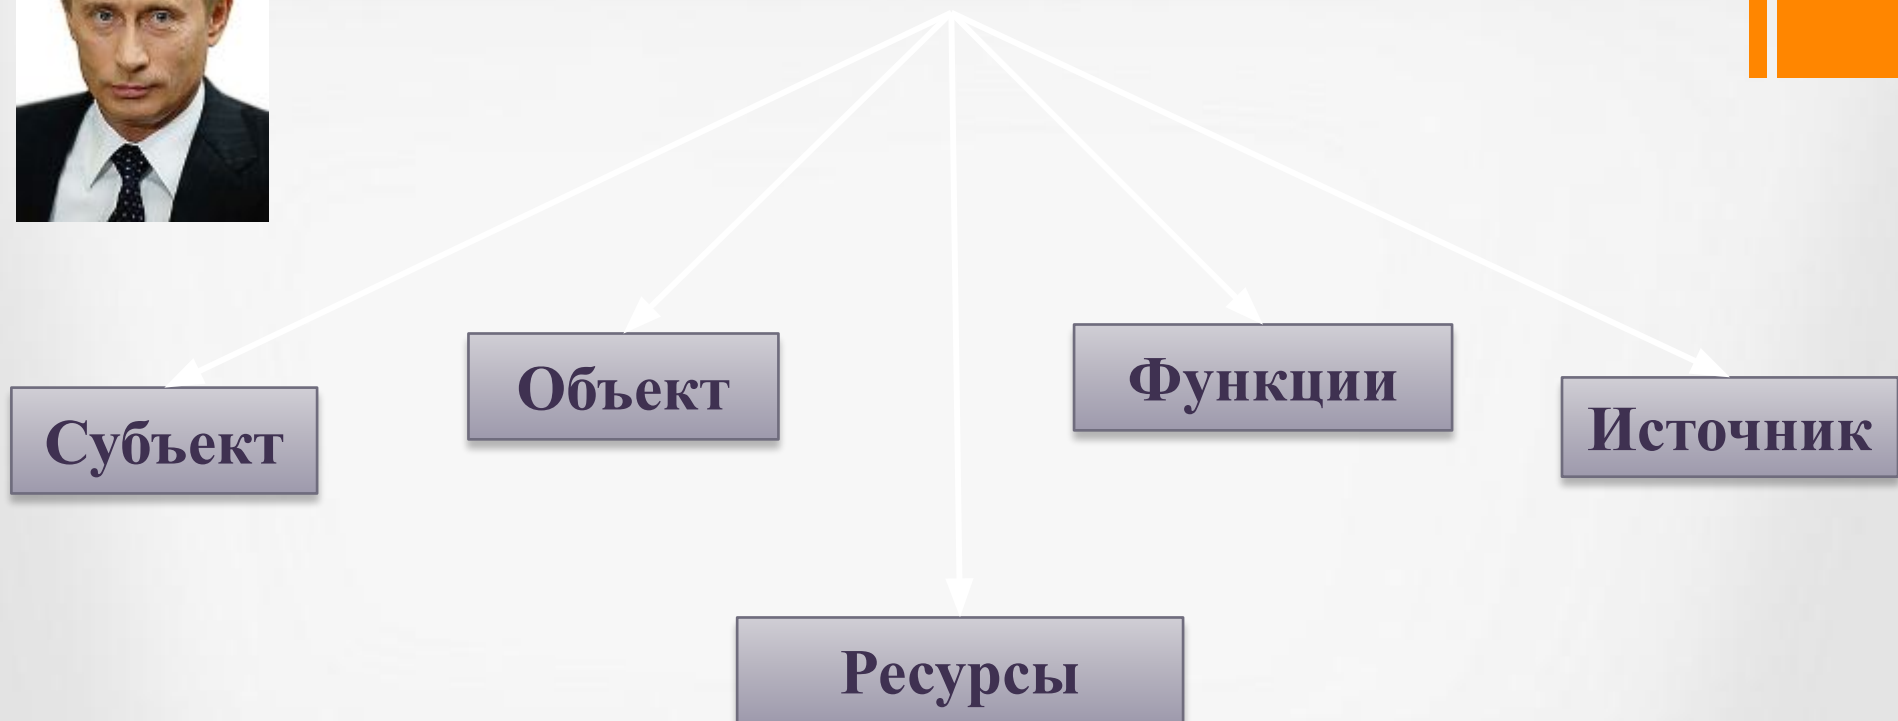 Субъект
Объект
Функции
Источник
Ресурсы